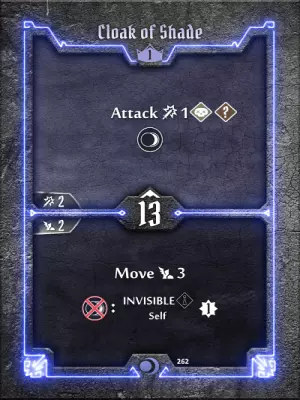 Cloak of Shade
1
Attack 1 ?
2
13
2
Move 3
: INVISIBLE
Self
1
262